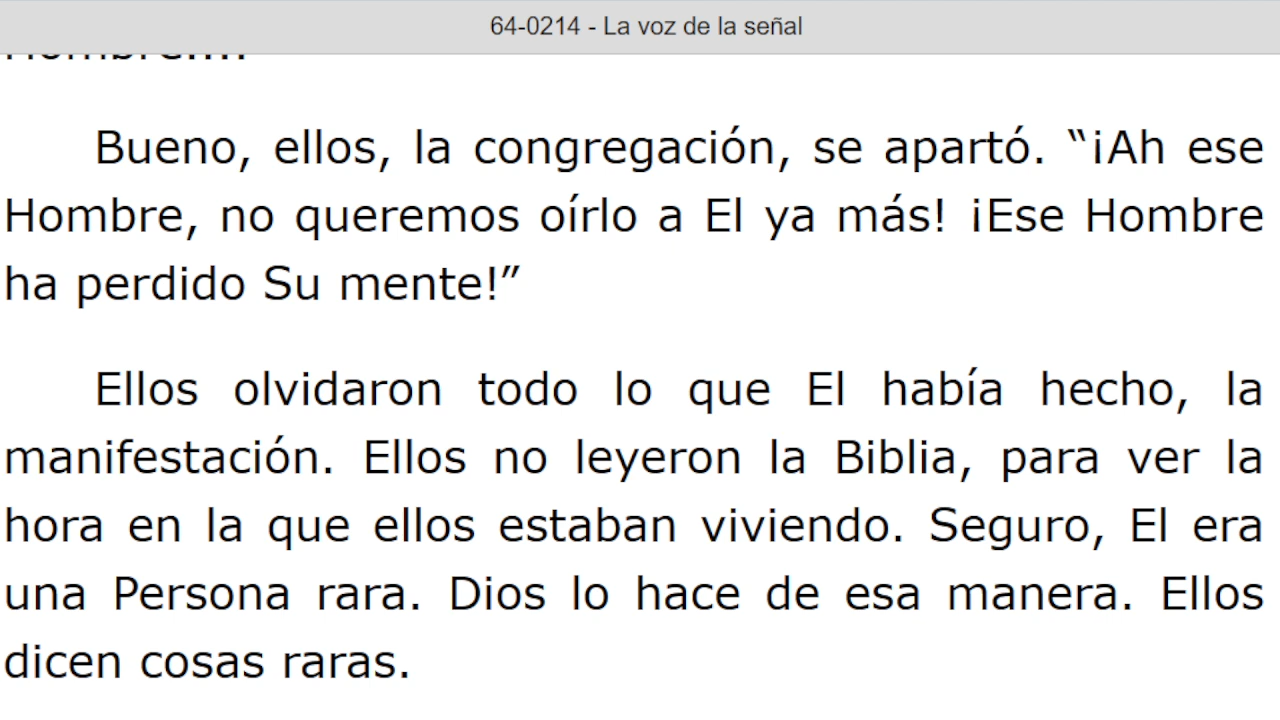 64-0214 - La voz de la señal
Bueno, ellos, la congregación, se apartó. “¡Ah ese
Hombre, no queremos oírlo a El ya más! ¡Ese Hombre
ha perdido Su mente!”
Ellos olvidaron todo lo que El había hecho, la
manifestación. Ellos no leyeron la Biblia, para ver la
hora en la que ellos estaban viviendo. Seguro, El era
una Persona rara. Dios lo hace de esa manera. Ellos
dicen cosas raras.